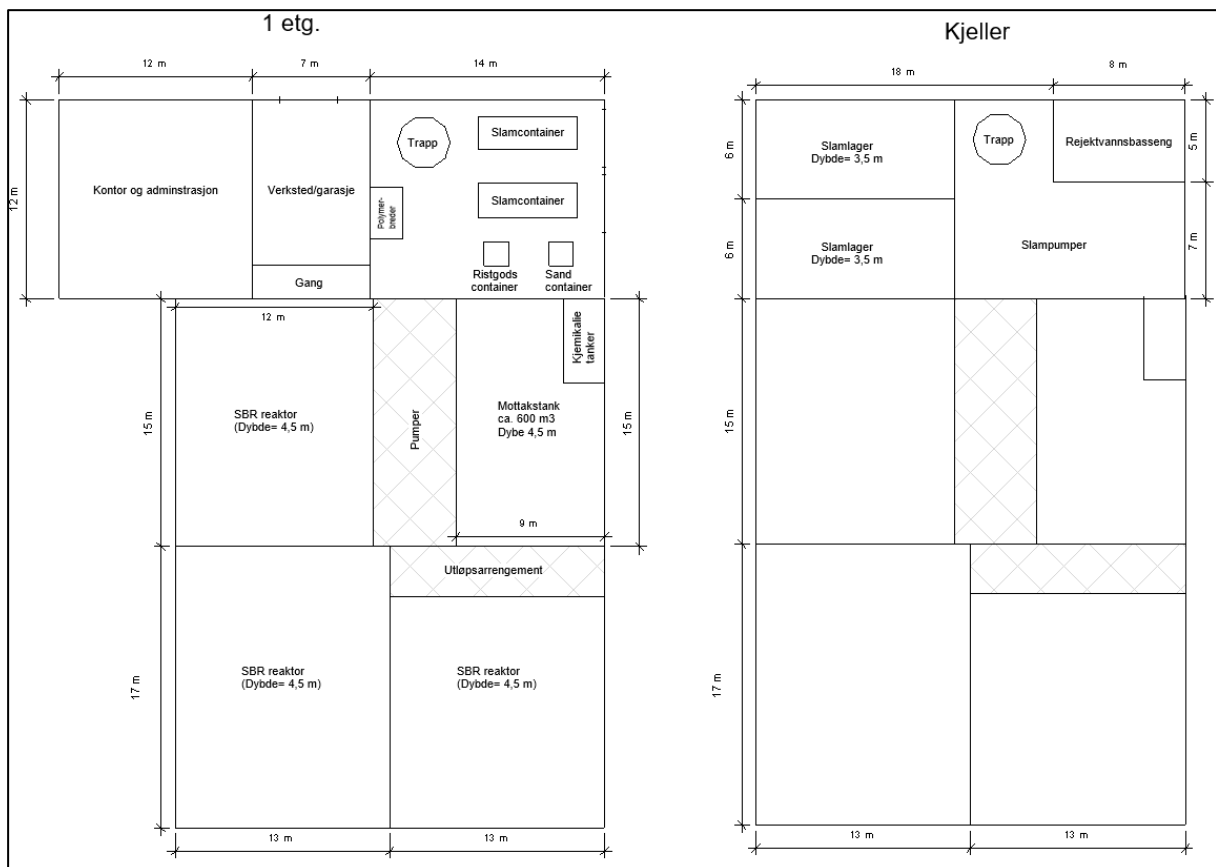 1 etg.
Kjeller
12 m
7 m
14 m
12 m
Kontor og adminstrasjon
Verksted/garasje
Gang
Trapp
Polymer-
breder
Slamcontainer
Slamcontainer
Ristgods
container
Sand
container
12 m
15 m
SBR reaktor
(Dybde= 4,5 m)
Pumper
Kjemikalie
tanker
Mottakstank
ca. 600 m3
Dybe 4,5 m
9 m
15 m
Utløpsarrengement
17 m
SBR reaktor
(Dybde= 4,5 m)
SBR reaktor
(Dybde= 4,5 m)
13 m
13 m
18 m
8 m
6 m
Slamlager
Dybde= 3,5 m
Trapp
Rejektvannsbasseng
5 m
6 m
Slamlager
Dybde= 3,5 m
Slampumper
7 m
15 m
17 m
13 m
13 m